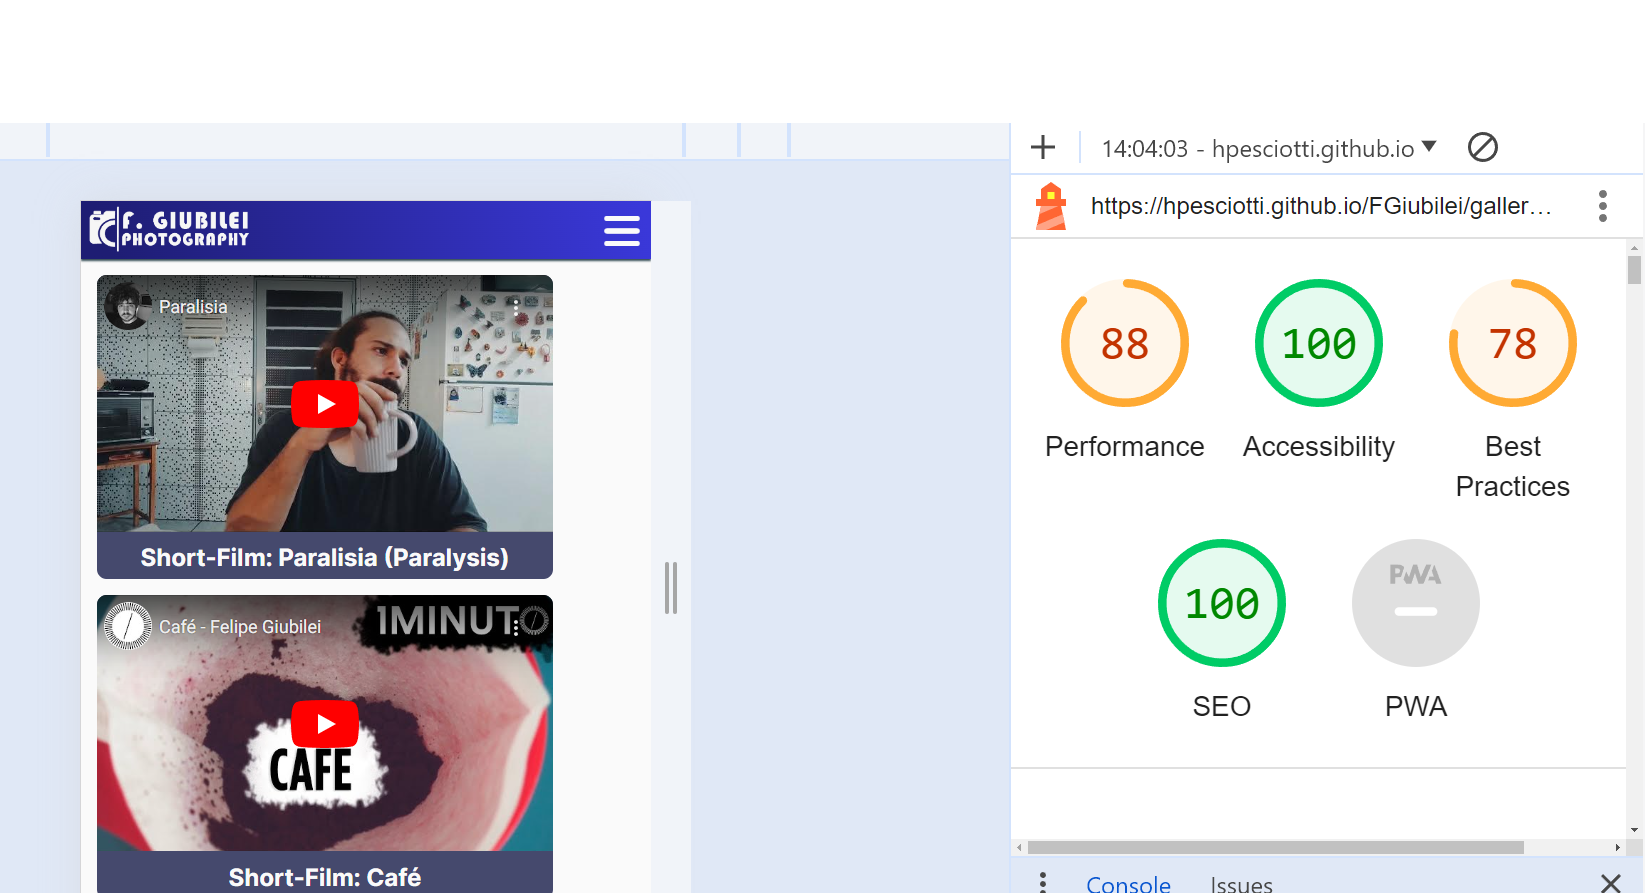 14:04:03 - hpesciotti.github.io
https://hpesciotti.github.io/FGiubilei/galler…
F. GIUBILEI
PHOTOGRAPHY
Paralisia
Short-Film: Paralisia (Paralysis)
Café - Felipe Giubilei
1MINUTO
CAFE
Short-Film: Café
88
100
78
Performance
Accessibility
Best
Practices
100
PWA
SEO
PWA
Console
Issues